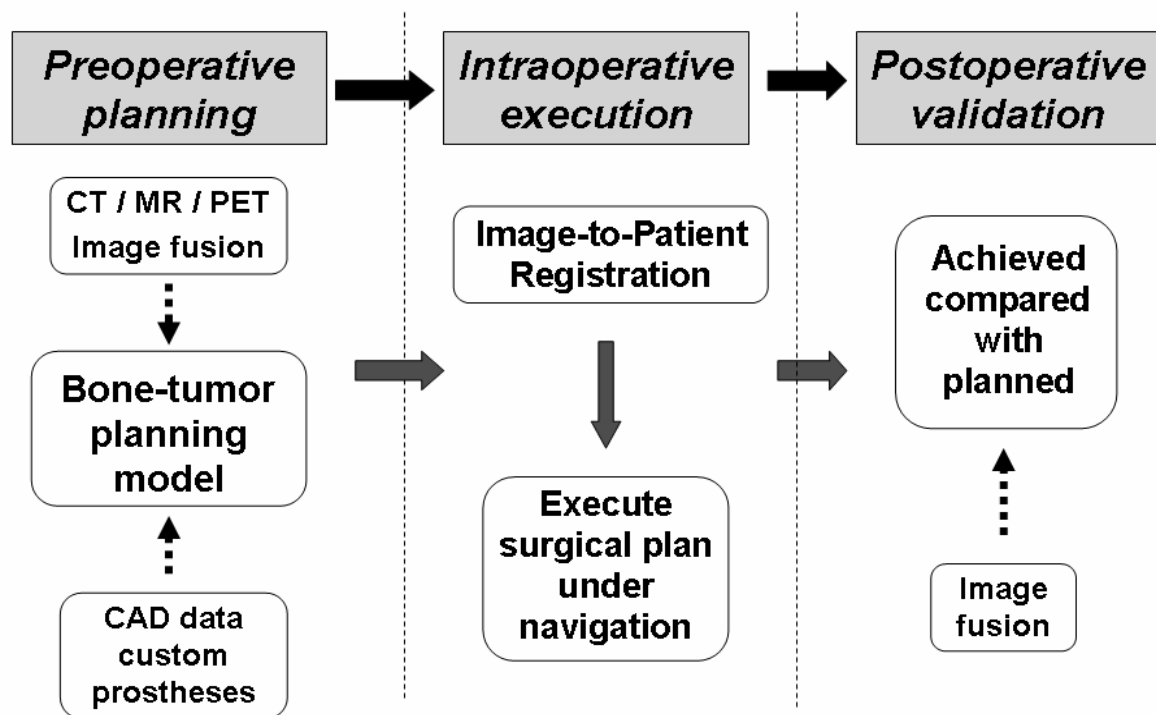 Preoperative
planning
Intraoperative
execution
Postoperative
validation
CT / MR / PET
Image fusion
Bone-tumor
planning
model
CAD data
custom
prostheses
Image-to-Patient
Registration
Execute
surgical plan
under
navigation
Achieved
compared
with
planned
Image
fusion